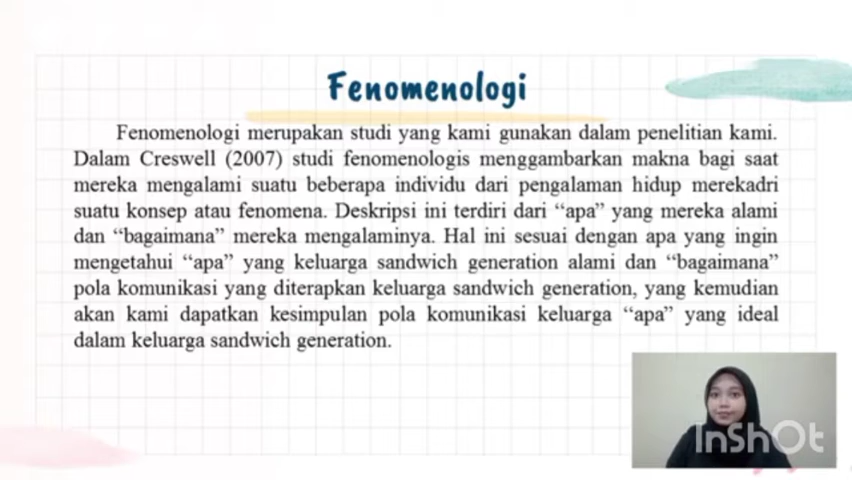 Fenomenologi
Fenomenologi merupakan studi yang kami gunakan dalam penelitian kami.
Dalam Creswell (2007) studi fenomenologis menggambarkan makna bagi saat
mereka mengalami suatu beberapa individu dari pengalaman hidup merekadri
suatu konsep atau fenomena. Deskripsi ini terdiri dari “apa” yang mereka alami
dan “bagaimana” mereka mengalaminya. Hal ini sesuai dengan apa yang ingin
mengetahui “apa” yang keluarga sandwich generation alami dan “bagaimana”
pola komunikasi yang diterapkan keluarga sandwich generation, yang kemudian
akan kami dapatkan kesimpulan pola komunikasi keluarga “apa” yang ideal
dalam keluarga sandwich generation.
InShOt